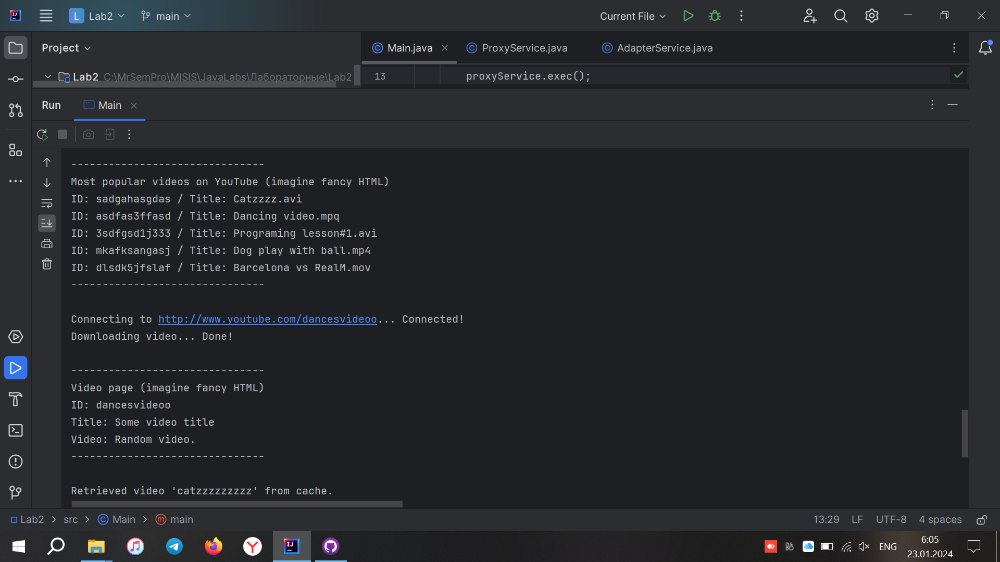 L Lab2 main Current File
Project
Main.java ProxyService.java AdapterService.java
Lab2 C:\MrSemPro\MISIS\JavaLabs\Лабораторные\Lab2
13 proxyService.exec();
Run Main
-------------------------------
Most popular videos on YouTube (imagine fancy HTML)
ID: sadgahasgdas / Title: Catzzzz.avi
ID: asdfas3ffasd / Title: Dancing video.mpq
ID: 3sdfgsd1j333 / Title: Programing lesson#1.avi
ID: mkafksangasj / Title: Dog play with ball.mp4
ID: dlsdk5jfslaf / Title: Barcelona vs RealM.mov
-------------------------------
Connecting to http://www.youtube.com/dancesvideoo... Connected!
Downloading video... Done!
-------------------------------
Video page (imagine fancy HTML)
ID: dancesvideoo
Title: Some video title
Video: Random video.
-------------------------------
Retrieved video 'catzzzzzzzzz' from cache.
Lab2 > src > Main > main 13:29 LF UTF-8 4 spaces
ENG
6:05
23.01.2024